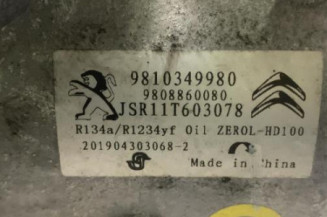 9810349980
9808860080
JSR11T603078
R134a/R1234yf Oil ZEROL-HD100
201904303068-2
Made in China